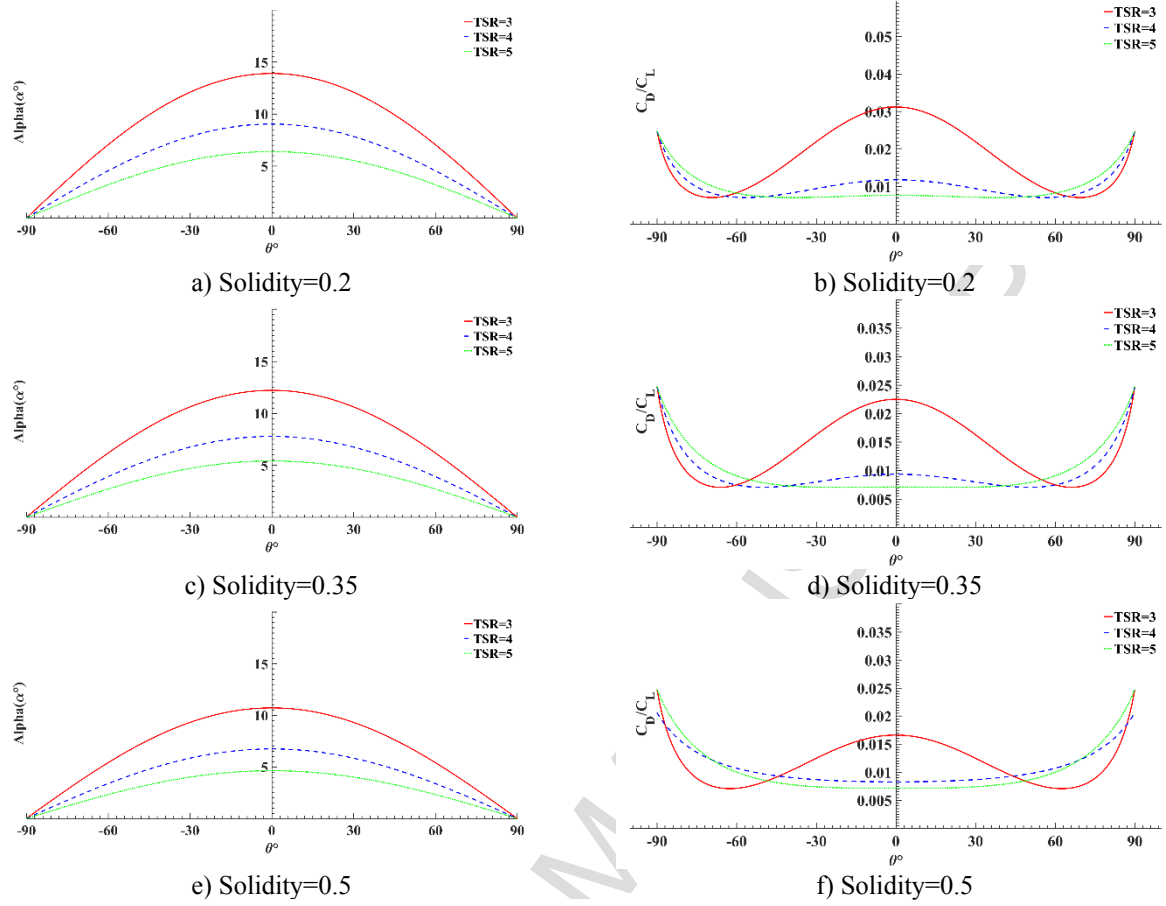 TSR=3
TSR=4
TSR=5
15
10
5
Alpha(α°)
-90 -60 -30 0 30 60 90
θ°
a) Solidity=0.2
TSR=3
TSR=4
TSR=5
0.05
0.04
0.03
0.02
0.01
C_D/C_L
-90 -60 -30 0 30 60 90
θ°
b) Solidity=0.2
TSR=3
TSR=4
TSR=5
15
10
5
Alpha(α°)
-90 -60 -30 0 30 60 90
θ°
c) Solidity=0.35
TSR=3
TSR=4
TSR=5
0.035
0.03
0.025
0.02
0.015
0.01
0.005
C_D/C_L
-90 -60 -30 0 30 60 90
θ°
d) Solidity=0.35
TSR=3
TSR=4
TSR=5
15
10
5
Alpha(α°)
-90 -60 -30 0 30 60 90
θ°
e) Solidity=0.5
TSR=3
TSR=4
TSR=5
0.035
0.03
0.025
0.02
0.015
0.01
0.005
C_D/C_L
-90 -60 -30 0 30 60 90
θ°
f) Solidity=0.5